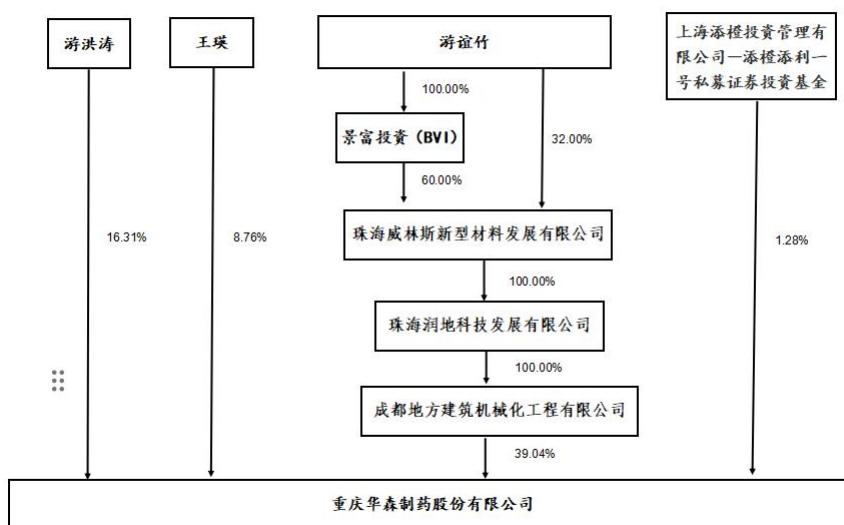 游洪涛
王瑛
游谊竹
上海添橙投资管理有
限公司—添橙添利一
号私募证券投资基金
100.00%
景富投资（BVI）
32.00%
60.00%
珠海威林斯新型材料发展有限公司
16.31%
8.76%
1.28%
100.00%
珠海润地科技发展有限公司
100.00%
成都地方建筑机械化工程有限公司
39.04%
重庆华森制药股份有限公司